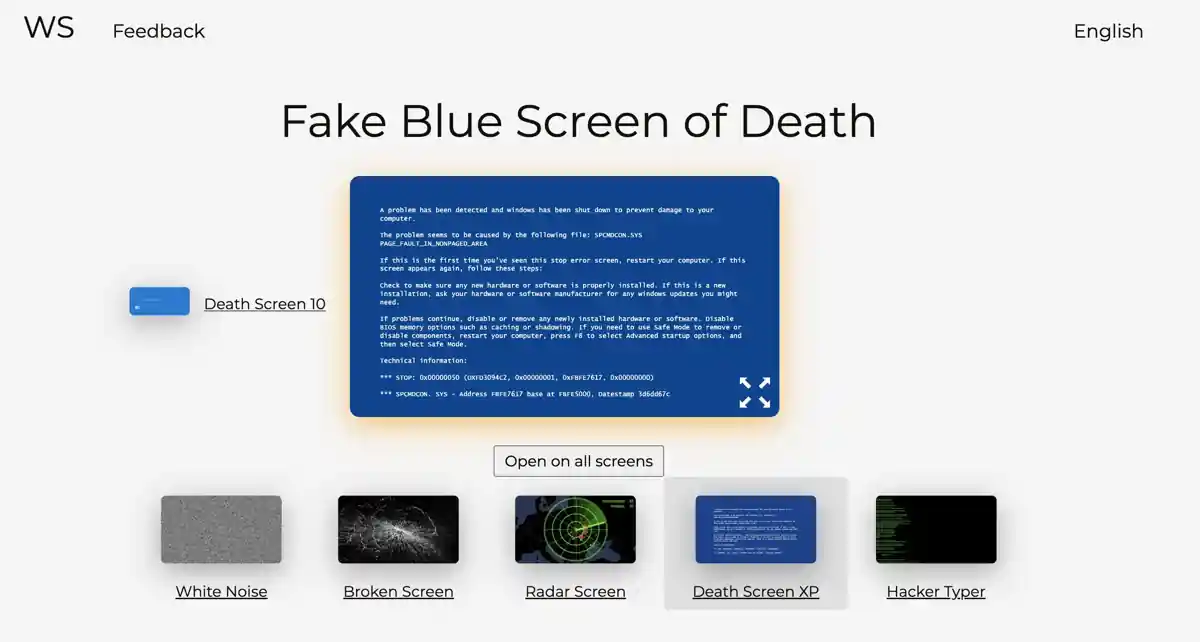 WS
Feedback
English
Fake Blue Screen of Death
Death Screen 10
A problem has been detected and windows has been shut down to prevent damage to your
computer.
The problem seems to be caused by the following file: SPCMDCON.SYS
PAGE_FAULT_IN_NONPAGED_AREA
If this is the first time you've seen this stop error screen, restart your computer. If this
screen appears again, follow these steps:
Check to make sure any new hardware or software is properly installed. If this is a new
installation, ask your hardware or software manufacturer for any windows updates you might
need.
If problems continue, disable or remove any newly installed hardware or software. Disable
BIOS memory options such as caching or shadowing. If you need to use Safe Mode to remove or
disable components, restart your computer, press F8 to select Advanced startup options, and
then select Safe Mode.
Technical information:
*** STOP: 0x00000050 (0XFD3094C2, 0x00000001, 0xFBFE7617, 0x00000000)
*** SPCMDCON. SYS - Address FBFE7617 base at FBFE5000, Datestamp 3d6dd67c
Open on all screens
White Noise
Broken Screen
Radar Screen
Death Screen XP
Hacker Typer